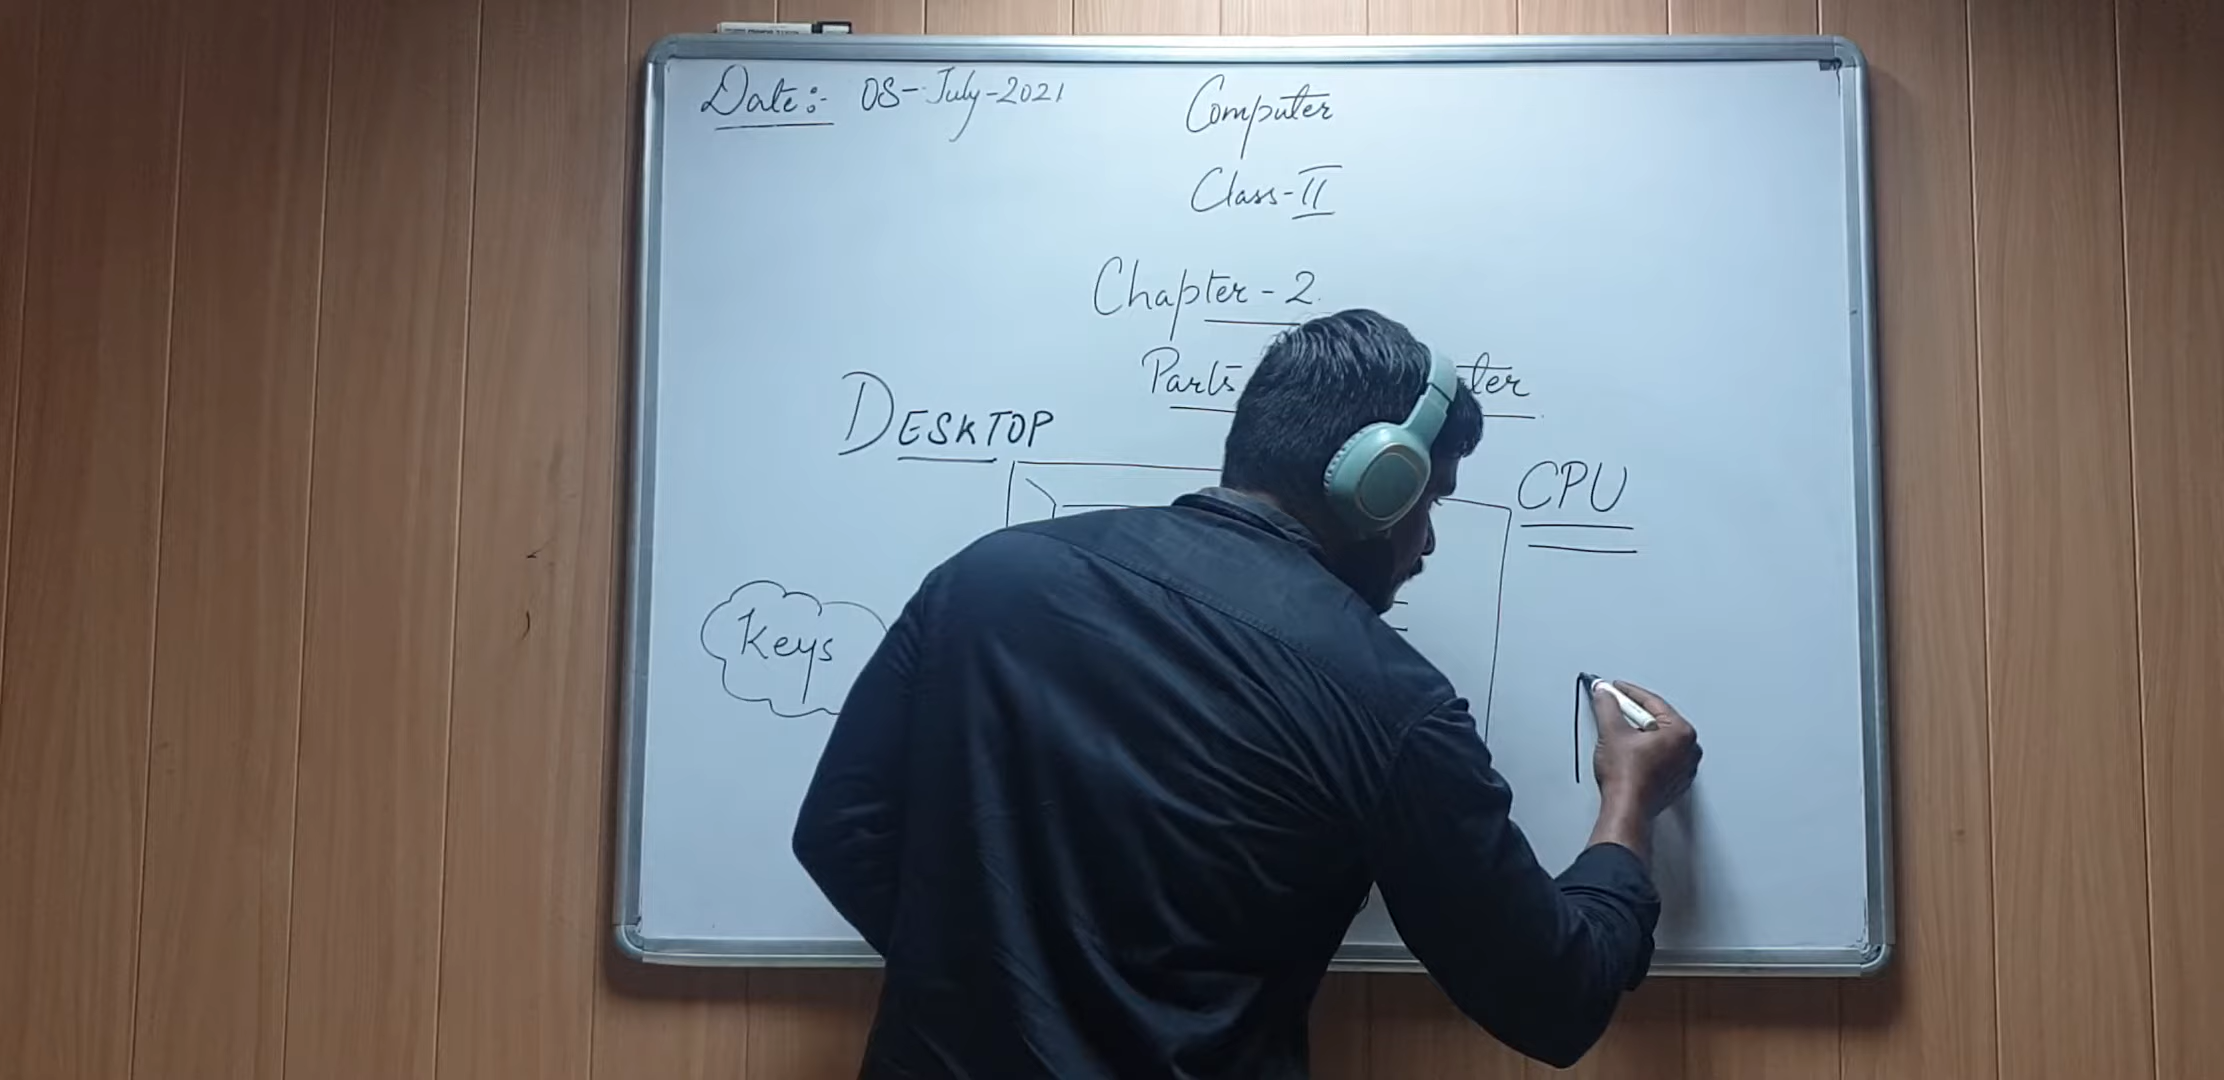 Date:- 08-July-2021
Computer
Class-II
Chapter-2
Parts ter
DESKTOP
CPU
Keys